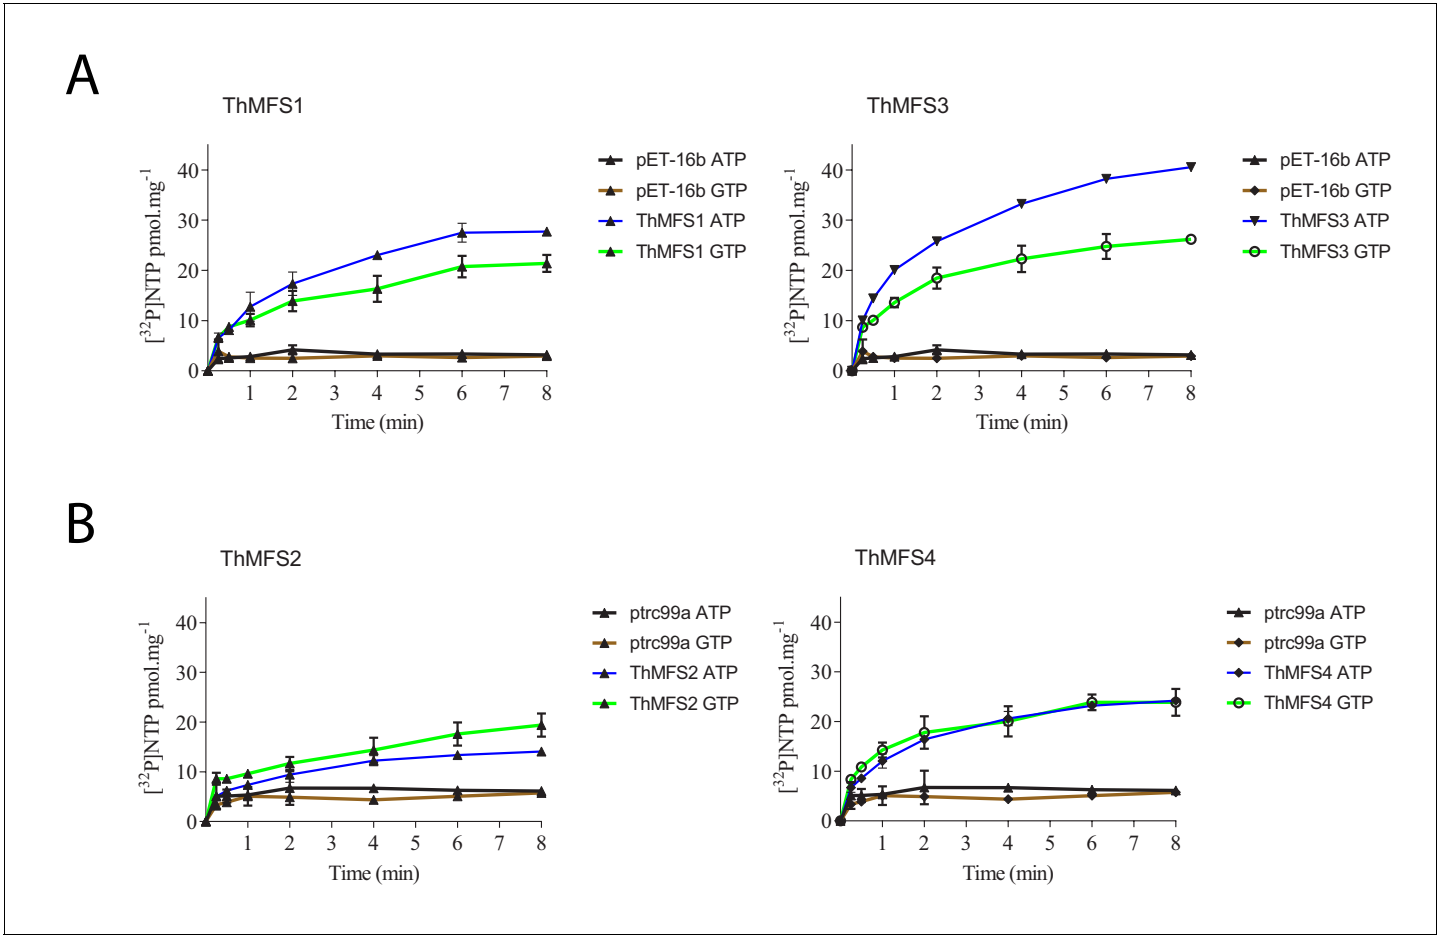 A
ThMFS1
[32P]NTP pmol.mg-1
40
30
20
10
0
1 2 3 4 5 6 7 8
Time (min)
pET-16b ATP
pET-16b GTP
ThMFS1 ATP
ThMFS1 GTP
ThMFS3
[32P]NTP pmol.mg-1
40
30
20
10
0
1 2 3 4 5 6 7 8
Time (min)
pET-16b ATP
pET-16b GTP
ThMFS3 ATP
ThMFS3 GTP
B
ThMFS2
[32P]NTP pmol.mg-1
40
30
20
10
0
1 2 3 4 5 6 7 8
Time (min)
ptrc99a ATP
ptrc99a GTP
ThMFS2 ATP
ThMFS2 GTP
ThMFS4
[32P]NTP pmol.mg-1
40
30
20
10
0
1 2 3 4 5 6 7 8
Time (min)
ptrc99a ATP
ptrc99a GTP
ThMFS4 ATP
ThMFS4 GTP